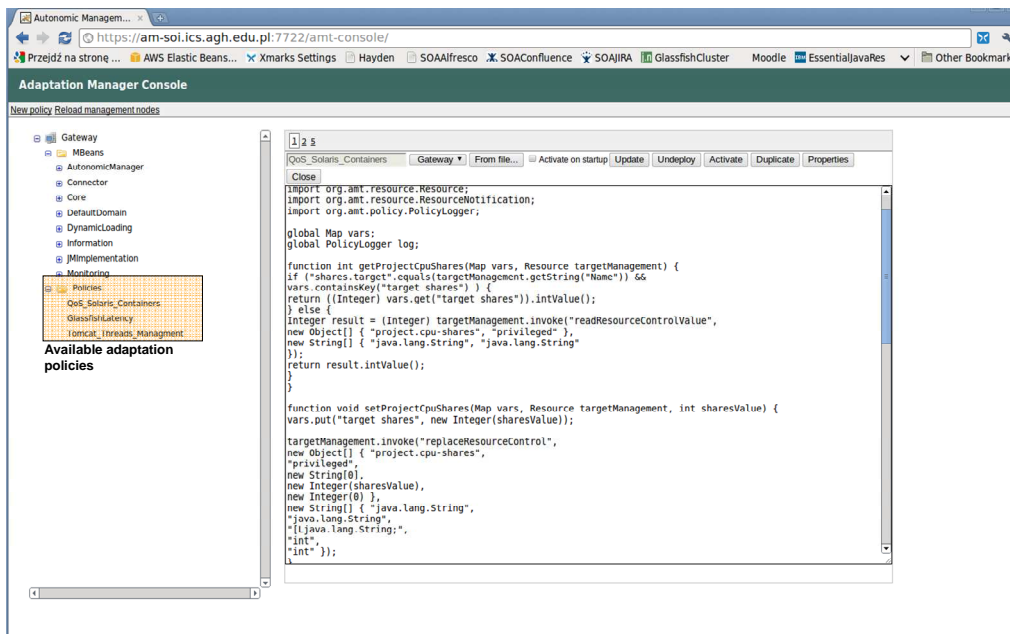 Autonomic Managem...
https://am-soi.ics.agh.edu.pl:7722/amt-console/
Przejdź na stronę ... AWS Elastic Beans... Xmarks Settings Hayden SOAAlfresco SOAConfluence SOAJIRA GlassfishCluster Moodle EssentialJavaRes Other Bookmark
Adaptation Manager Console
New policy Reload management nodes
Gateway
MBeans
AutonomicManager
Connector
Core
DefaultDomain
DynamicLoading
Information
JMImplementation
Monitoring
Policies
QoS_Solaris_Containers
GlassfishLatency
Tomcat_Threads_Managment
Available adaptation
policies
1 2 5
QoS_Solaris_Containers Gateway From file... Activate on startup Update Undeploy Activate Duplicate Properties
Close
import org.amt.resource.Resource;
import org.amt.resource.ResourceNotification;
import org.amt.policy.PolicyLogger;
global Map vars;
global PolicyLogger log;
function int getProjectCpuShares(Map vars, Resource targetManagement) {
if ("shares.target".equals(targetManagement.getString("Name")) &&
vars.containsKey("target shares") ) {
return ((Integer) vars.get("target shares")).intValue();
} else {
Integer result = (Integer) targetManagement.invoke("readResourceControlValue",
new Object[] { "project.cpu-shares", "privileged" },
new String[] { "java.lang.String", "java.lang.String"
});
return result.intValue();
}
}
function void setProjectCpuShares(Map vars, Resource targetManagement, int sharesValue) {
vars.put("target shares", new Integer(sharesValue));
targetManagement.invoke("replaceResourceControl",
new Object[] { "project.cpu-shares",
"privileged",
new String[0],
new Integer(sharesValue),
new Integer(0) },
new String[] { "java.lang.String",
"java.lang.String",
"[Ljava.lang.String;",
"int",
"int" });
}